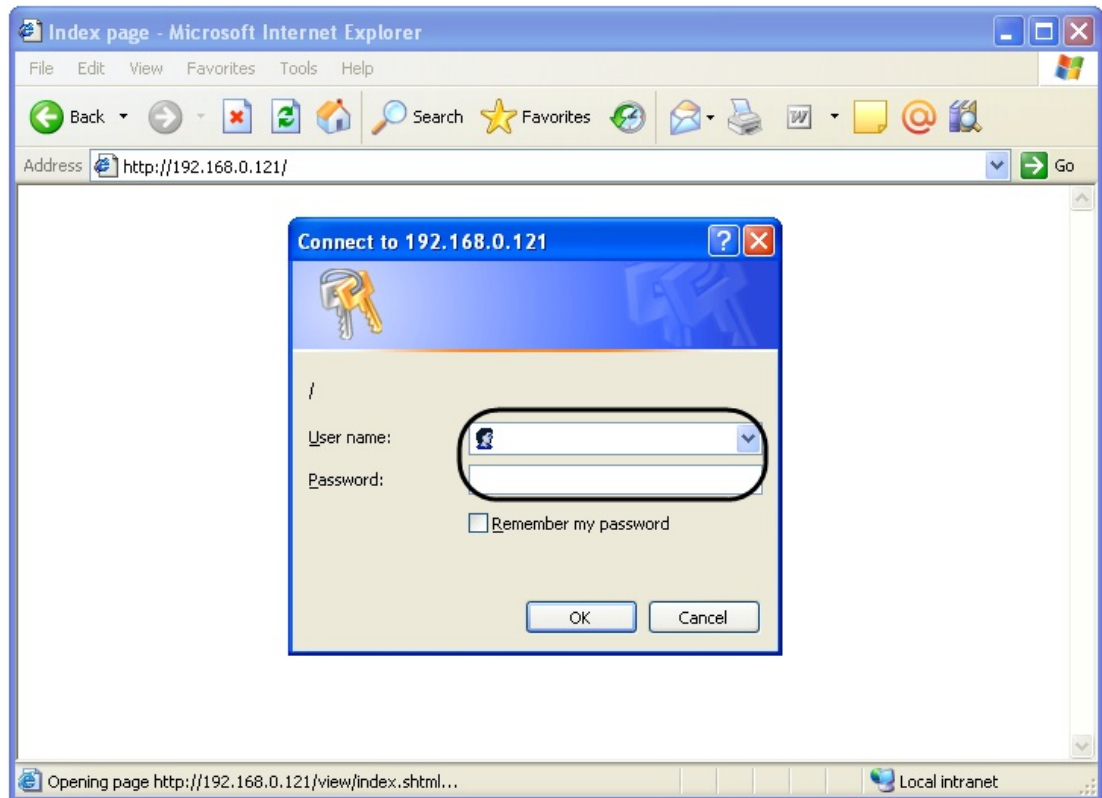 Index page - Microsoft Internet Explorer
File Edit View Favorites Tools Help
Back Search Favorites
Address http://192.168.0.121/ Go
Connect to 192.168.0.121
/
User name:
Password:
Remember my password
OK Cancel
Opening page http://192.168.0.121/view/index.shtml... Local intranet